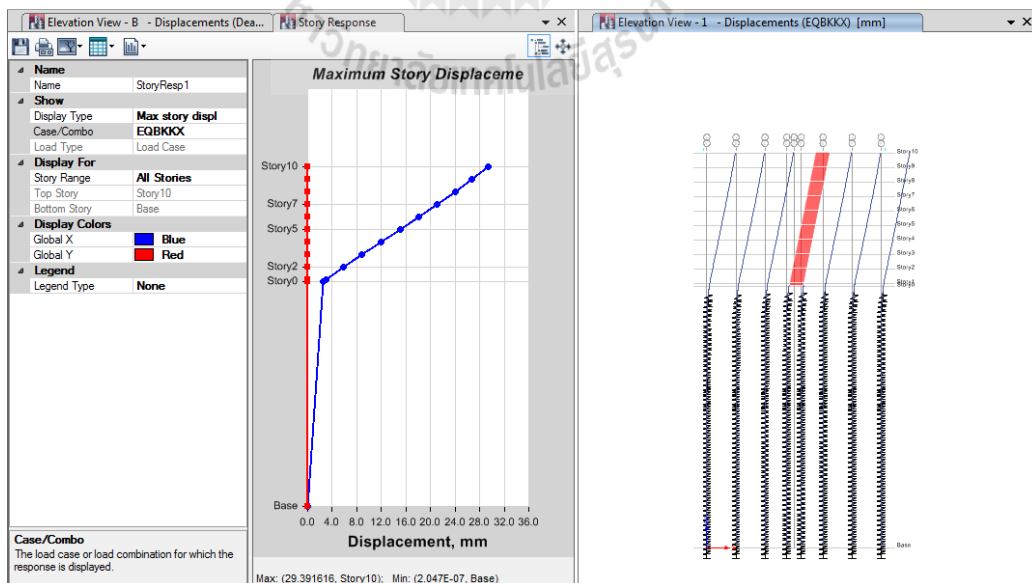 Elevation View - B - Displacements (Dea...
Story Response
Elevation View - 1 - Displacements (EQBKKX) [mm]
Name
Name StoryResp1
Show
Display Type Max story displ
Case/Combo EQBKKX
Load Type Load Case
Display For
Story Range All Stories
Top Story Story10
Bottom Story Base
Display Colors
Global X Blue
Global Y Red
Legend
Legend Type None
Case/Combo
The load case or load combination for which the
response is displayed.
Maximum Story Displaceme
Story10
Story7
Story5
Story2
Story0
Base
0.0 4.0 8.0 12.0 16.0 20.0 24.0 28.0 32.0 36.0
Displacement, mm
Max: (29.391616, Story10); Min: (2.047E-07, Base)
Story10
Story9
Story8
Story7
Story6
Story5
Story4
Story3
Story2
Base